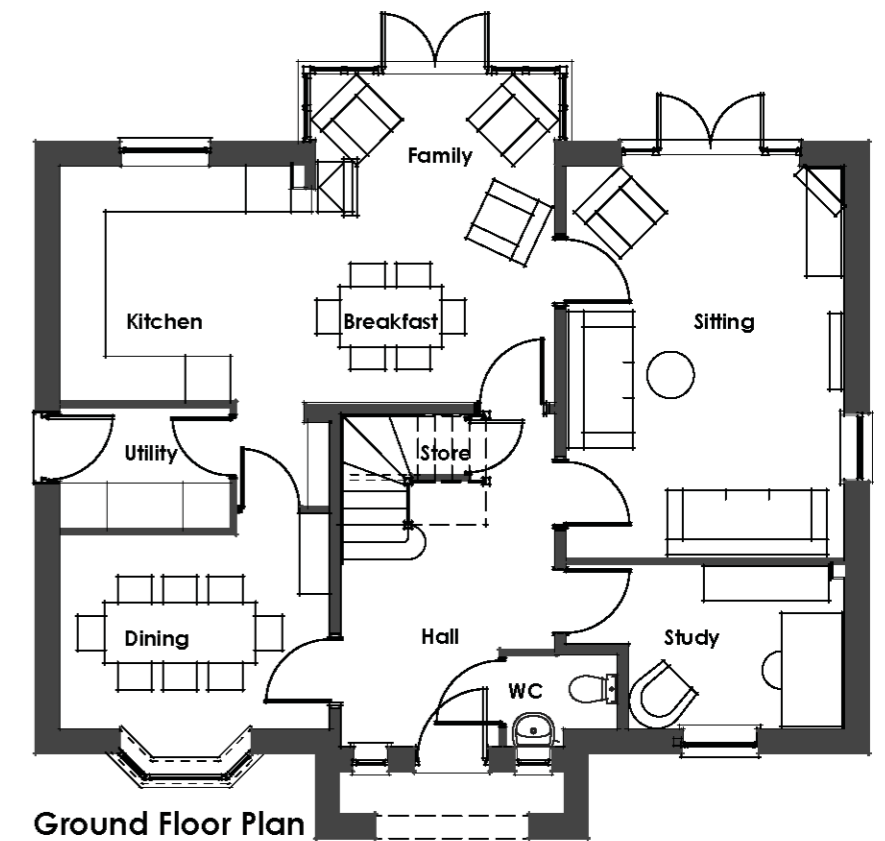 Family
Kitchen
Breakfast
Sitting
Utility
Store
Dining
Hall
Study
WC
Ground Floor Plan